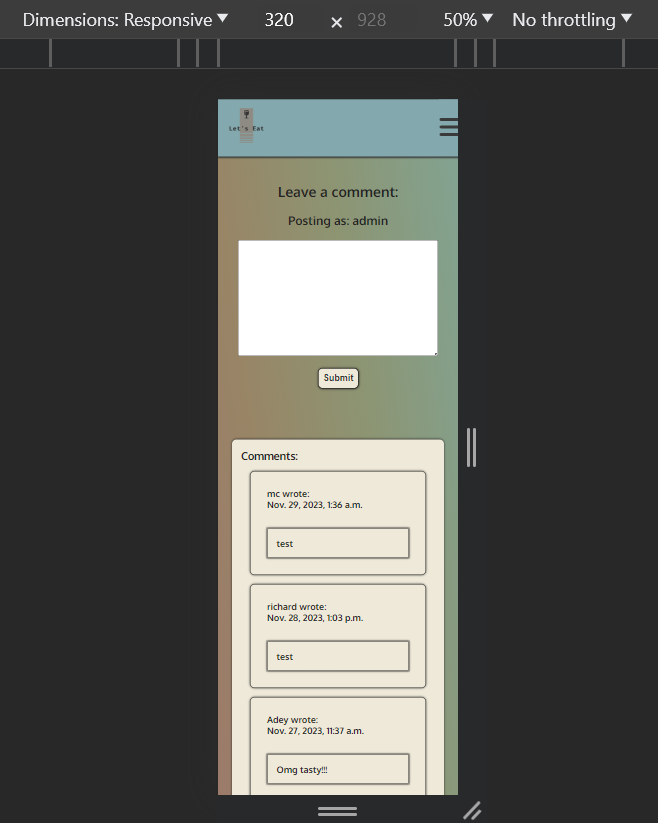 Dimensions: Responsive ▼ 320 × 928 50% ▼ No throttling ▼
Let's Eat
Leave a comment:
Posting as: admin
Submit
Comments:
mc wrote:
Nov. 29, 2023, 1:36 a.m.
test
richard wrote:
Nov. 28, 2023, 1:03 p.m.
test
Adey wrote:
Nov. 27, 2023, 11:37 a.m.
Omg tasty!!!